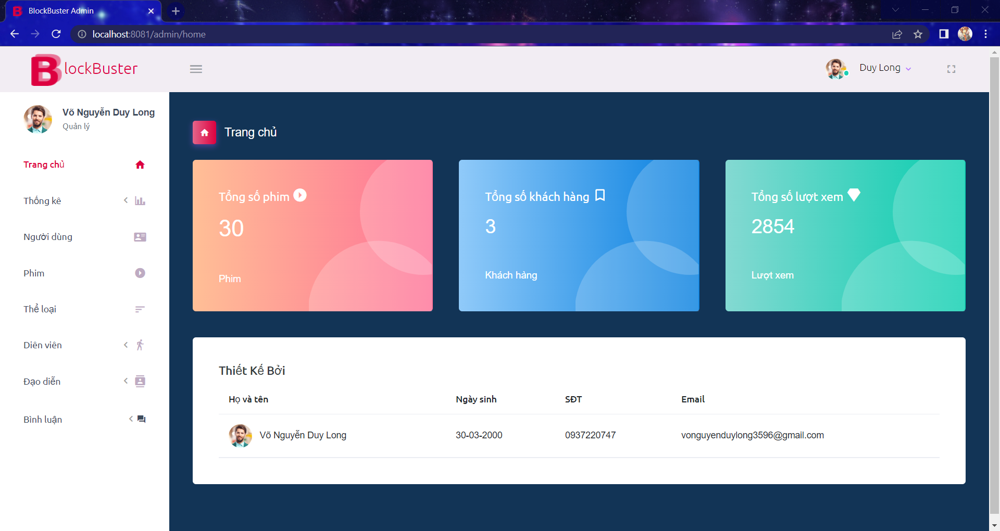 BlockBuster Admin
localhost:8081/admin/home
BlockBuster
Duy Long
Võ Nguyễn Duy Long
Quản lý
Trang chủ
Thống kê
Người dùng
Phim
Thể loại
Diên viên
Đạo diễn
Bình luận
Trang chủ
Tổng số phim
30
Phim
Tổng số khách hàng
3
Khách hàng
Tổng số lượt xem
2854
Lượt xem
Thiết Kế Bởi
Họ và tên Ngày sinh SĐT Email
Võ Nguyễn Duy Long 30-03-2000 0937220747 vonguyenduylong3596@gmail.com